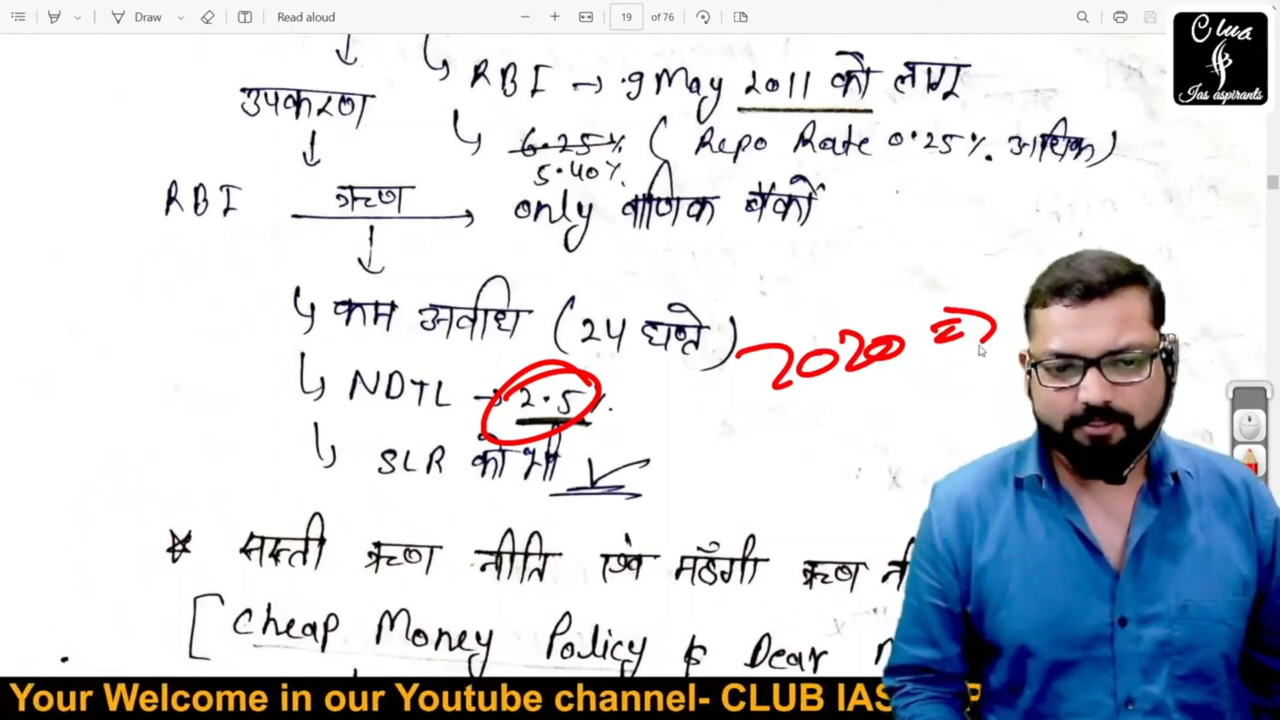 Draw
Read aloud
19 of 76
Club
Ias aspirants
RBI → 9 May 2011 को लागू
उपकरण
6.25% ( Repo Rate 0.25% अधिक)
5.40%
RBI ऋण → only वाणिक बैंकों
कम अवधि (24 घण्टे)
2020 =>
NDTL → 2.5%
SLR को भी
* सस्ती ऋण नीति एवं महँगी ऋण
[Cheap Money Policy & Dear
Your Welcome in our Youtube channel- CLUB IAS